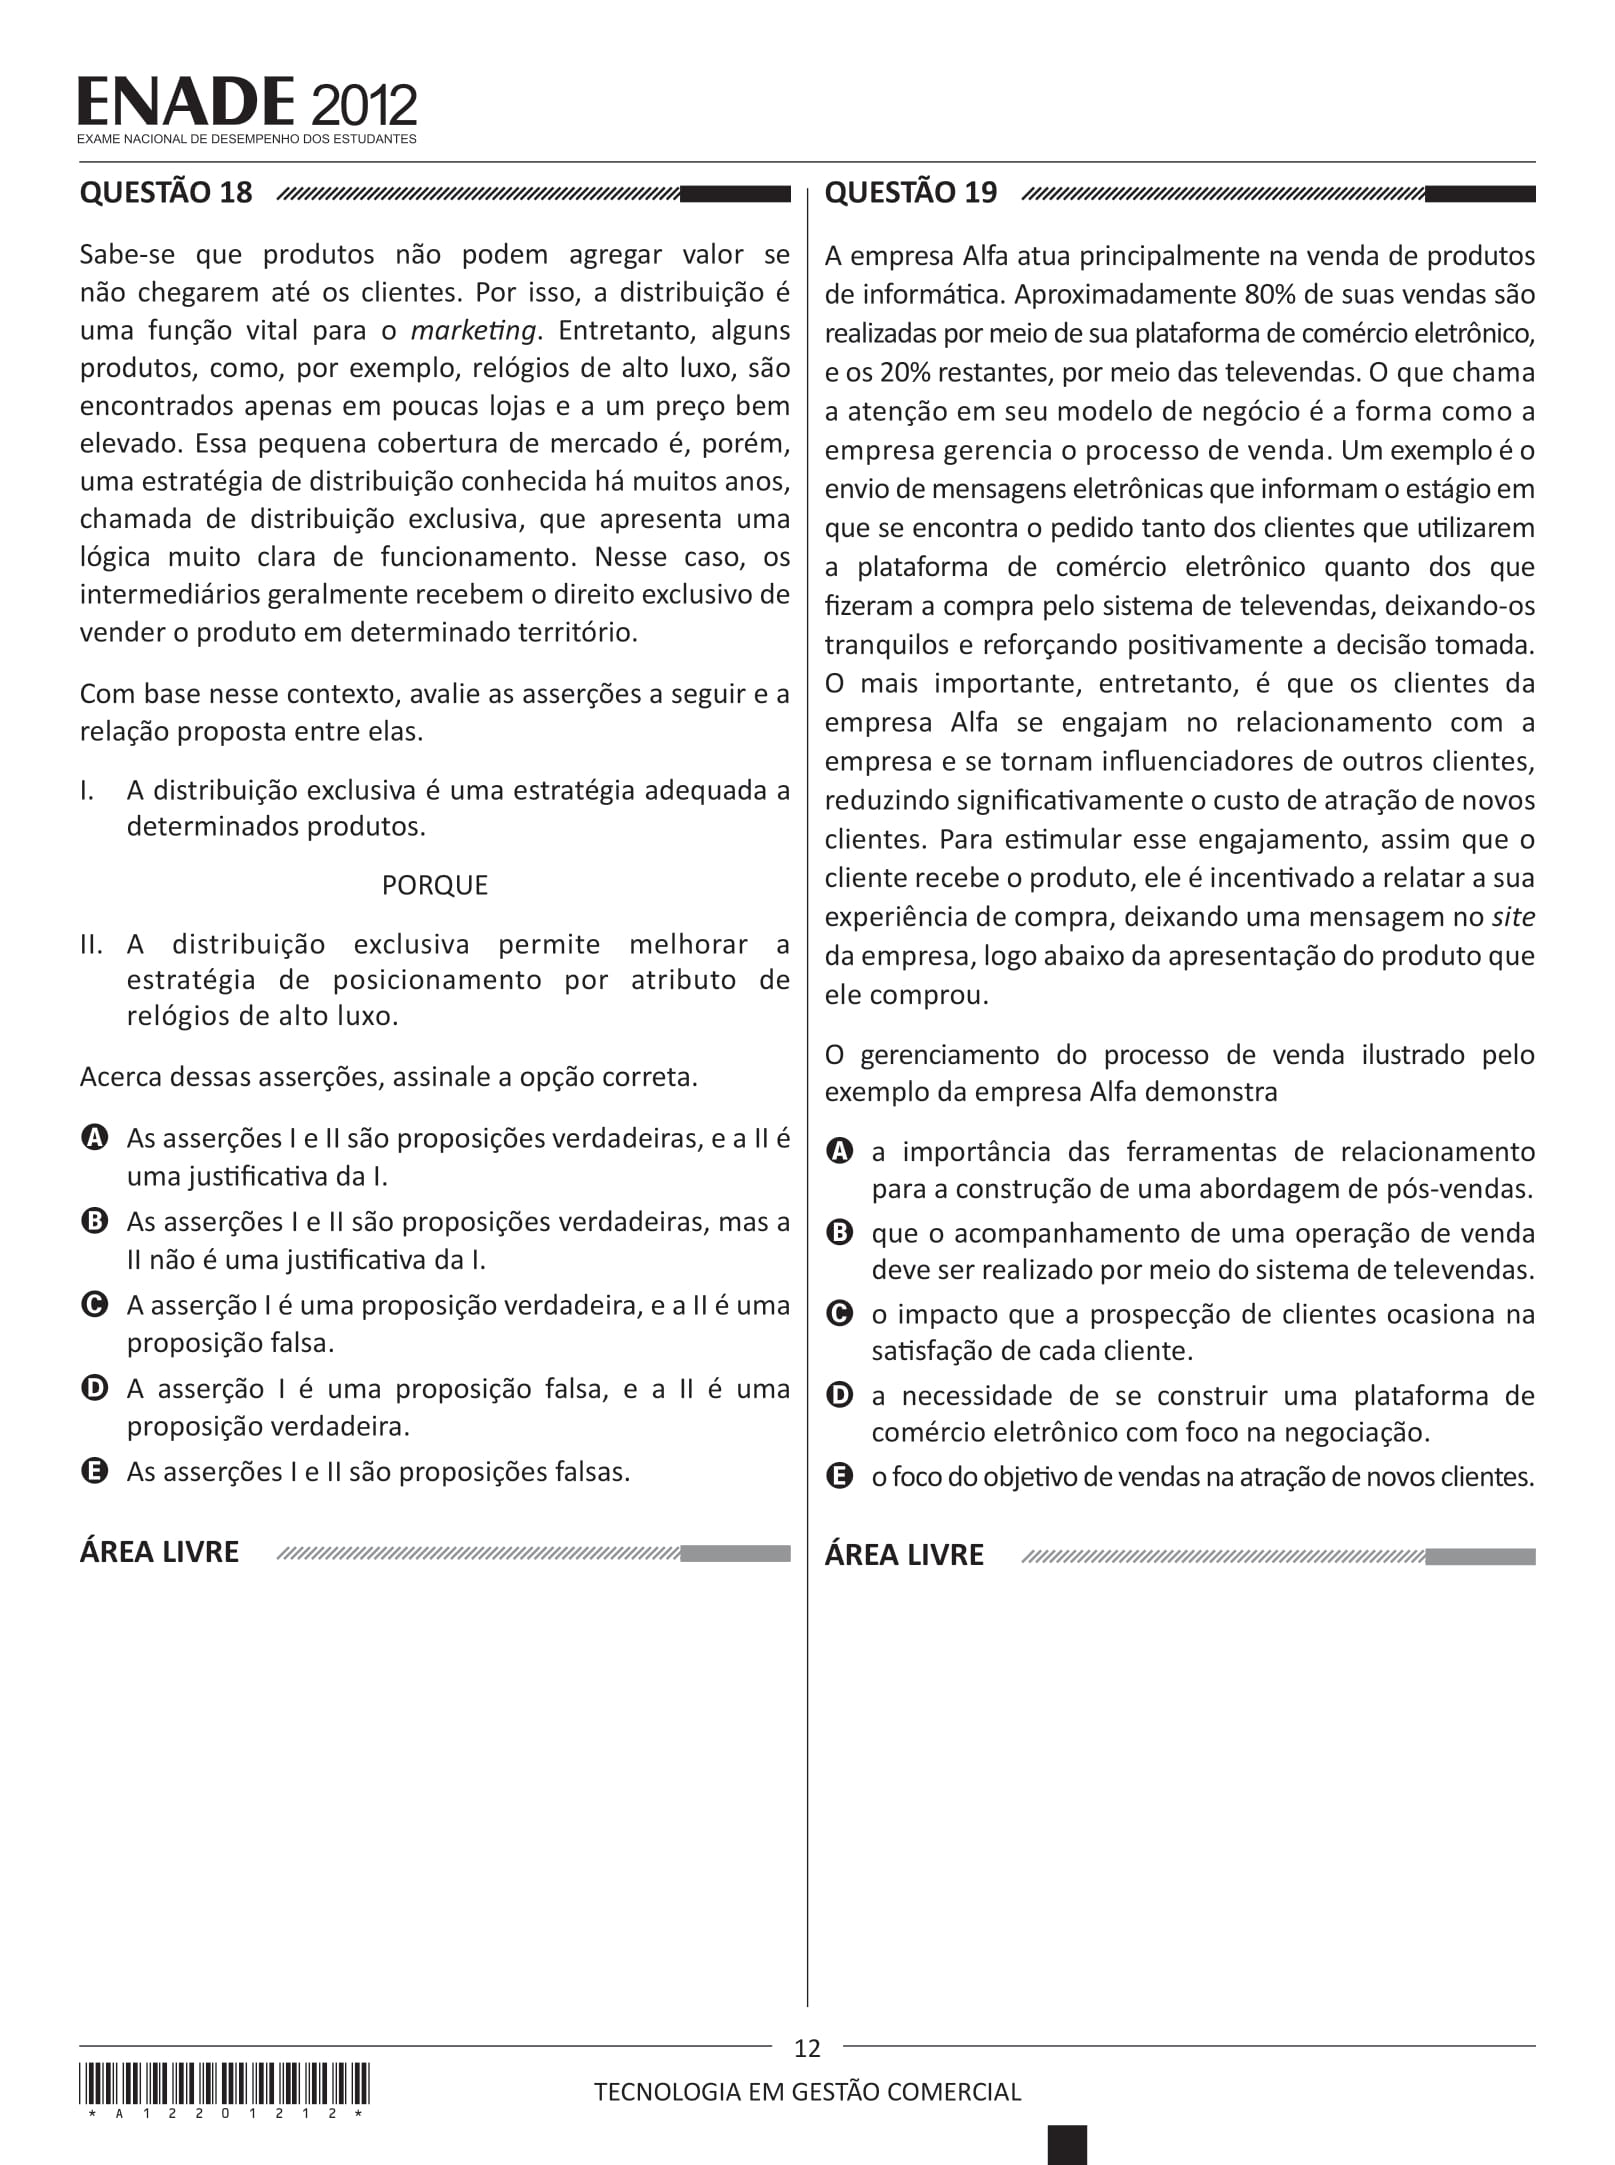 ENADE 2012
EXAME NACIONAL DE DESEMPENHO DOS ESTUDANTES
QUESTÃO 18
Sabe-se que produtos não podem agregar valor se
não chegarem até os clientes. Por isso, a distribuição é
uma função vital para o marketing. Entretanto, alguns
produtos, como, por exemplo, relógios de alto luxo, são
encontrados apenas em poucas lojas e a um preço bem
elevado. Essa pequena cobertura de mercado é, porém,
uma estratégia de distribuição conhecida há muitos anos,
chamada de distribuição exclusiva, que apresenta uma
lógica muito clara de funcionamento. Nesse caso, os
intermediários geralmente recebem o direito exclusivo de
vender o produto em determinado território.
Com base nesse contexto, avalie as asserções a seguir e a
relação proposta entre elas.
I. A distribuição exclusiva é uma estratégia adequada a
determinados produtos.
PORQUE
II. A distribuição exclusiva permite melhorar a
estratégia de posicionamento por atributo de
relógios de alto luxo.
Acerca dessas asserções, assinale a opção correta.
A As asserções I e II são proposições verdadeiras, e a II é
uma justificativa da I.
B As asserções I e II são proposições verdadeiras, mas a
II não é uma justificativa da I.
C A asserção I é uma proposição verdadeira, e a II é uma
proposição falsa.
D A asserção I é uma proposição falsa, e a II é uma
proposição verdadeira.
E As asserções I e II são proposições falsas.
ÁREA LIVRE
QUESTÃO 19
A empresa Alfa atua principalmente na venda de produtos
de informática. Aproximadamente 80% de suas vendas são
realizadas por meio de sua plataforma de comércio eletrônico,
e os 20% restantes, por meio das televendas. O que chama
a atenção em seu modelo de negócio é a forma como a
empresa gerencia o processo de venda. Um exemplo é o
envio de mensagens eletrônicas que informam o estágio em
que se encontra o pedido tanto dos clientes que utilizarem
a plataforma de comércio eletrônico quanto dos que
fizeram a compra pelo sistema de televendas, deixando-os
tranquilos e reforçando positivamente a decisão tomada.
O mais importante, entretanto, é que os clientes da
empresa Alfa se engajam no relacionamento com a
empresa e se tornam influenciadores de outros clientes,
reduzindo significativamente o custo de atração de novos
clientes. Para estimular esse engajamento, assim que o
cliente recebe o produto, ele é incentivado a relatar a sua
experiência de compra, deixando uma mensagem no site
da empresa, logo abaixo da apresentação do produto que
ele comprou.
O gerenciamento do processo de venda ilustrado pelo
exemplo da empresa Alfa demonstra
A a importância das ferramentas de relacionamento
para a construção de uma abordagem de pós-vendas.
B que o acompanhamento de uma operação de venda
deve ser realizado por meio do sistema de televendas.
C o impacto que a prospecção de clientes ocasiona na
satisfação de cada cliente.
D a necessidade de se construir uma plataforma de
comércio eletrônico com foco na negociação.
E o foco do objetivo de vendas na atração de novos clientes.
ÁREA LIVRE
12
TECNOLOGIA EM GESTÃO COMERCIAL
* A 1 2 2 0 1 2 1 2 *